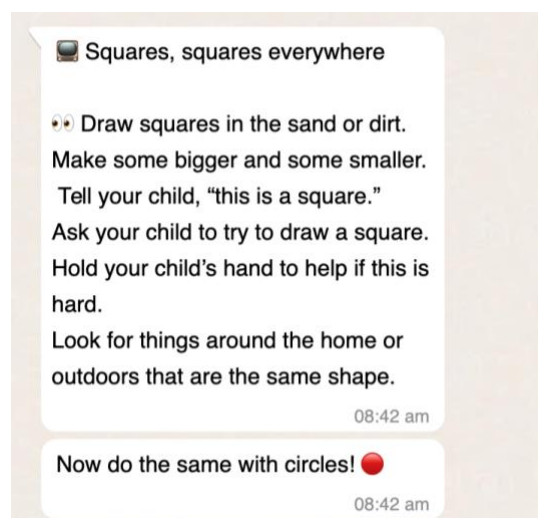 📺 Squares, squares everywhere
👀 Draw squares in the sand or dirt.
Make some bigger and some smaller.
Tell your child, “this is a square.”
Ask your child to try to draw a square.
Hold your child’s hand to help if this is
hard.
Look for things around the home or
outdoors that are the same shape.
08:42 am
Now do the same with circles! 🔴
08:42 am